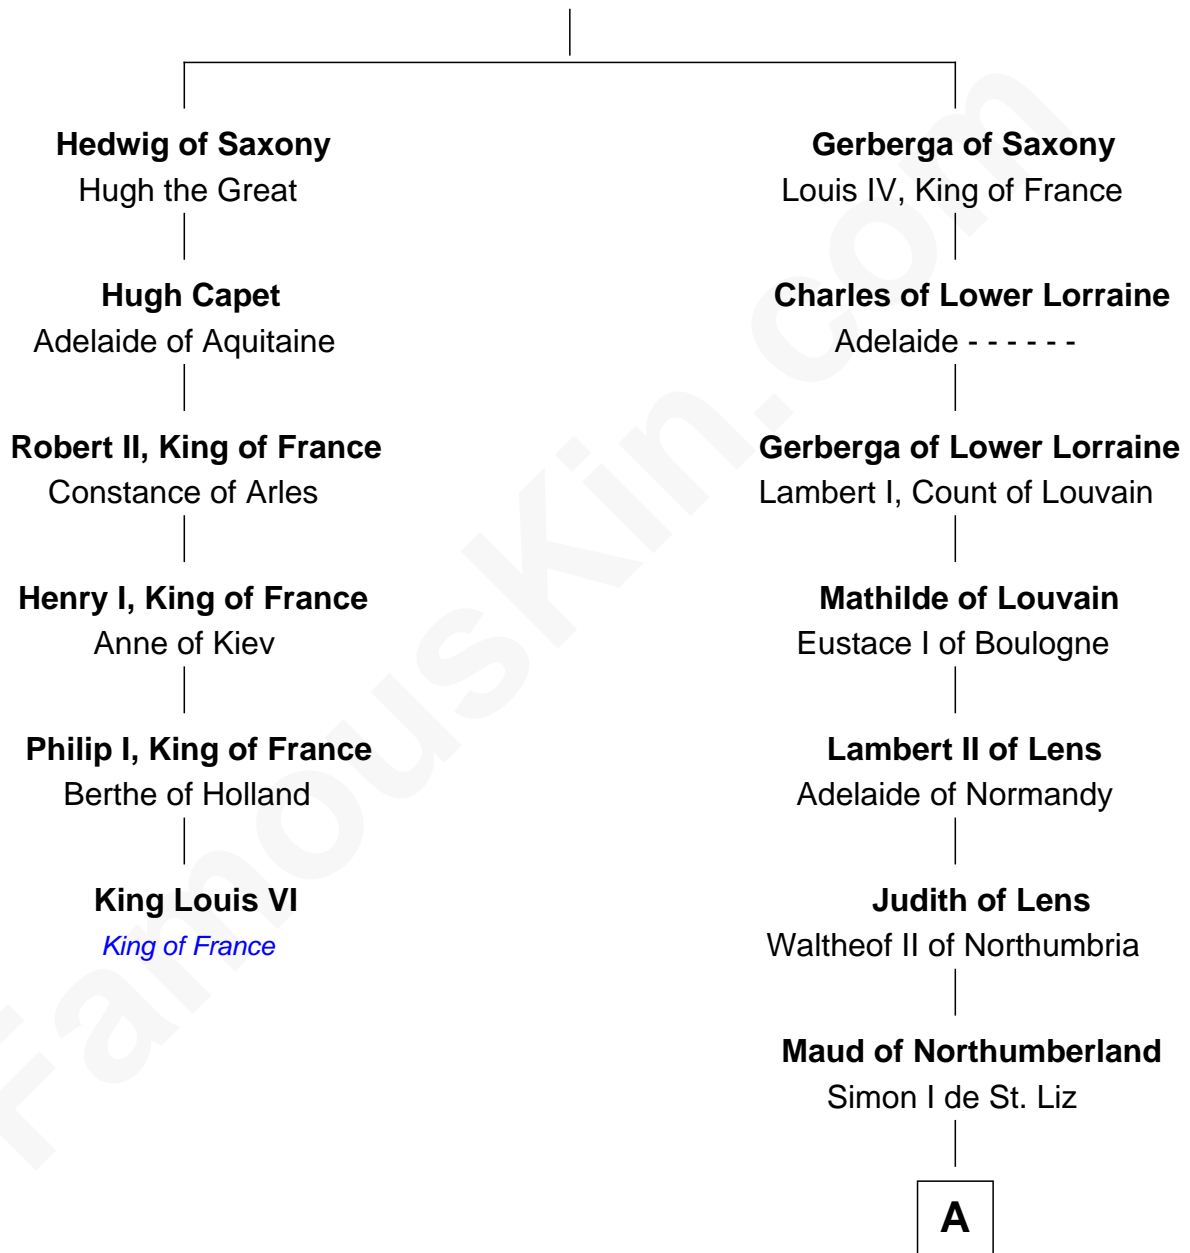 Hedwig of Saxony
Hugh the Great
Hugh Capet
Adelaide of Aquitaine
Robert II, King of France
Constance of Arles
Henry I, King of France
Anne of Kiev
Philip I, King of France
Berthe of Holland
King Louis VI
King of France
Gerberga of Saxony
Louis IV, King of France
Charles of Lower Lorraine
Adelaide - - - - - -
Gerberga of Lower Lorraine
Lambert I, Count of Louvain
Mathilde of Louvain
Eustace I of Boulogne
Lambert II of Lens
Adelaide of Normandy
Judith of Lens
Waltheof II of Northumbria
Maud of Northumberland
Simon I de St. Liz
A
FamousKin.com